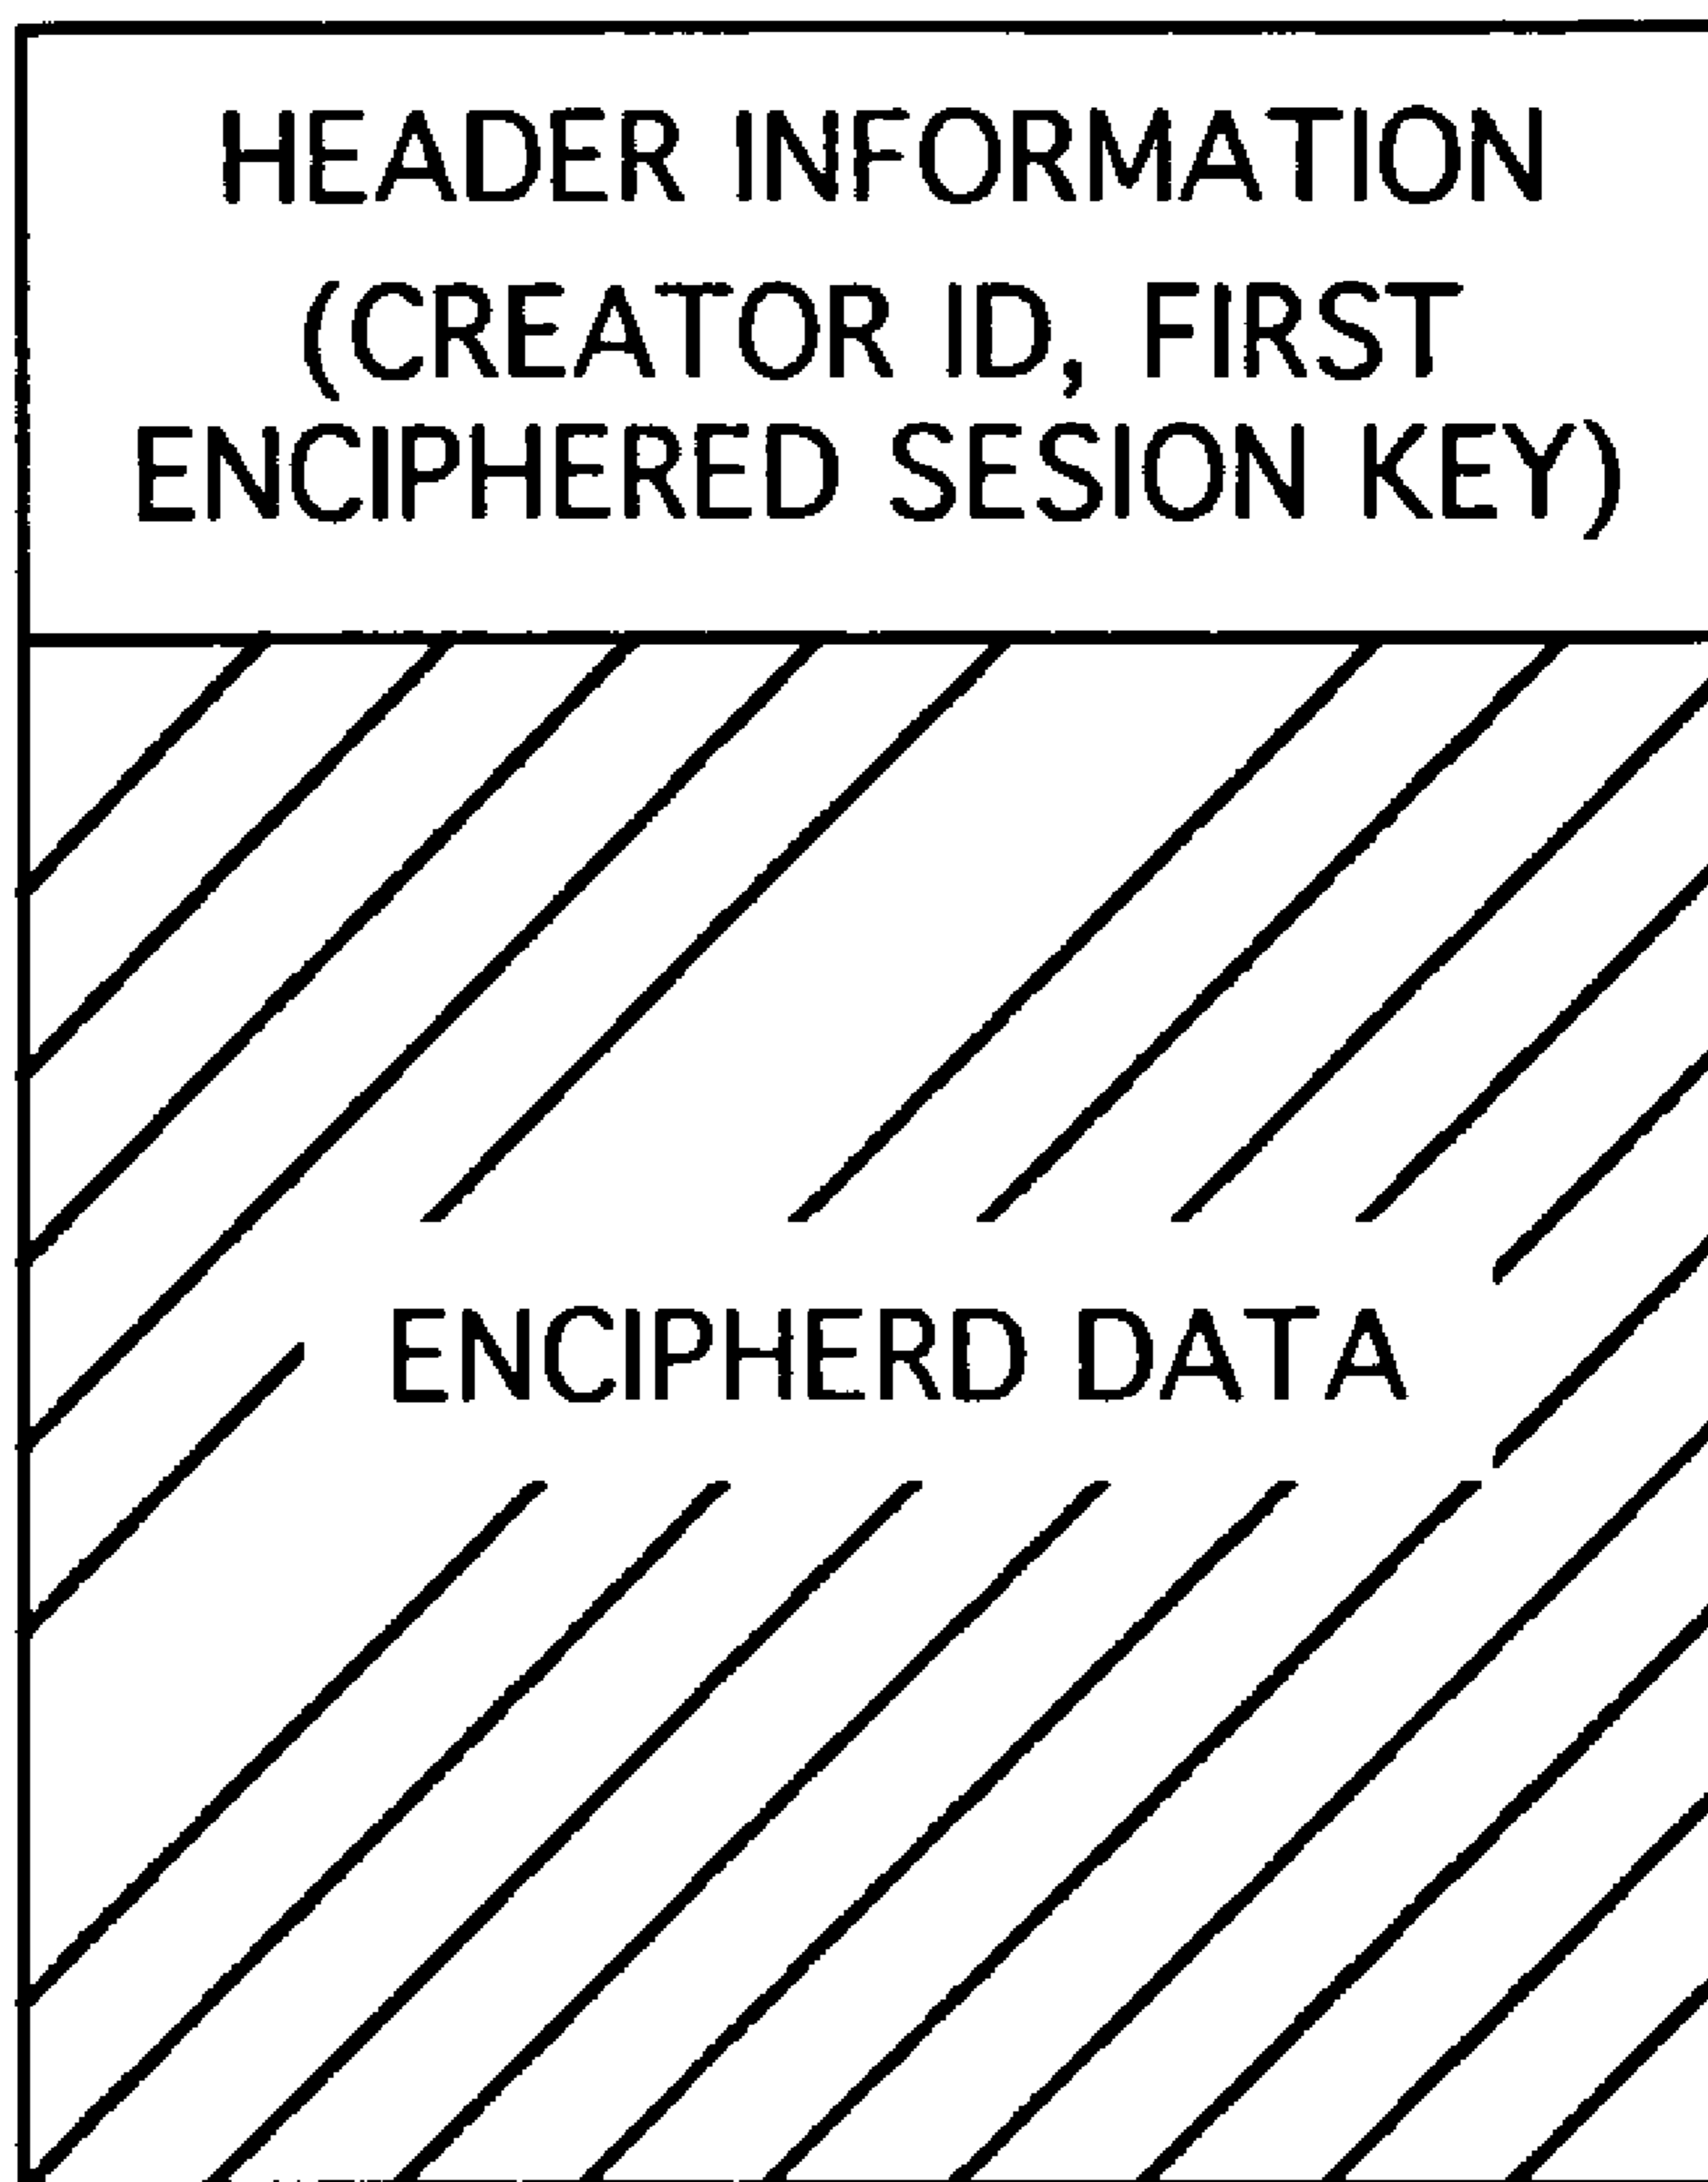 HEADER INFORMATION
(CREATOR ID, FIRST
ENCIPHERED SESION KEY)
ENCIPHERD DATA